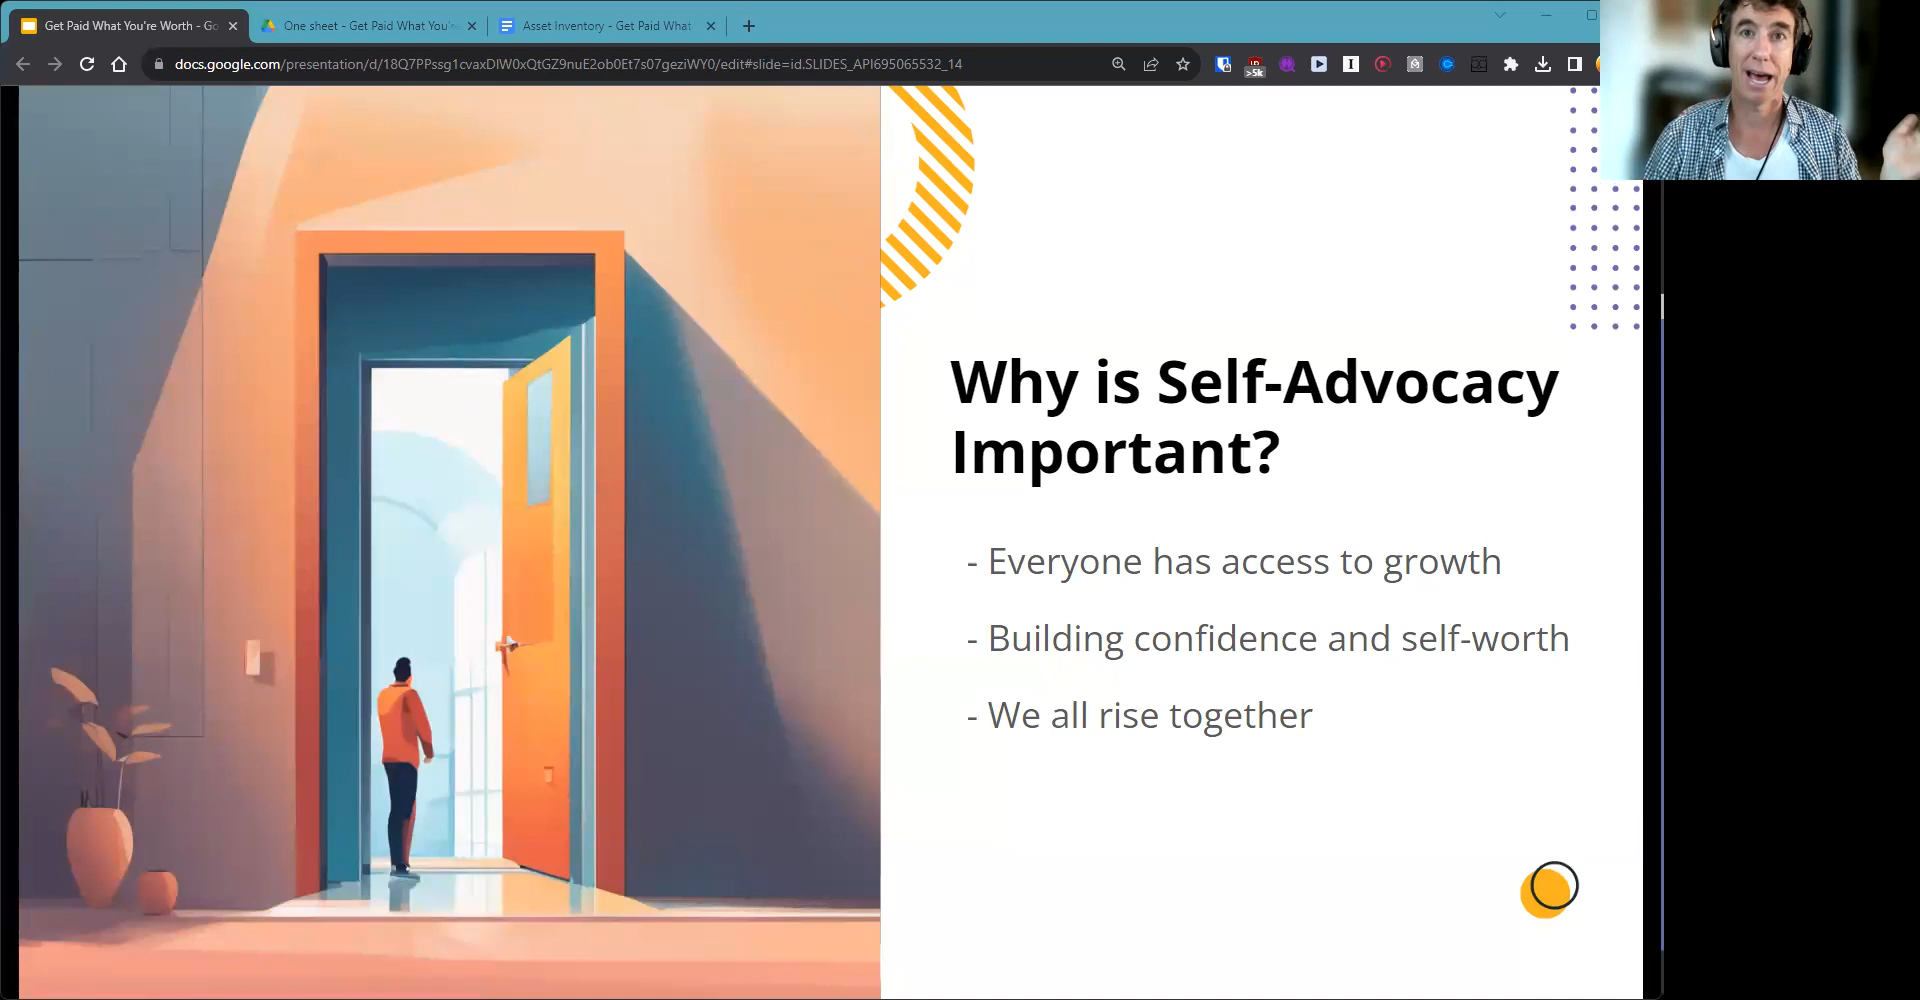 Get Paid What You're Worth - Go
One sheet - Get Paid What You'r
Asset Inventory - Get Paid What
docs.google.com/presentation/d/18Q7PPssg1cvaxDIW0xQtGZ9nuE2ob0Et7s07geziWY0/edit#slide=id.SLIDES_API695065532_14
>5k
Why is Self-Advocacy
Important?
- Everyone has access to growth
- Building confidence and self-worth
- We all rise together